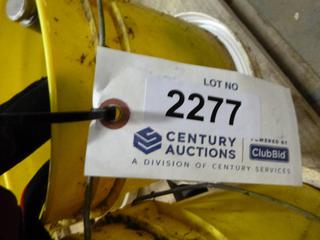 LOT NO
2277
CENTURY
AUCTIONS
POWERED BY
ClubBid
A DIVISION OF CENTURY SERVICES